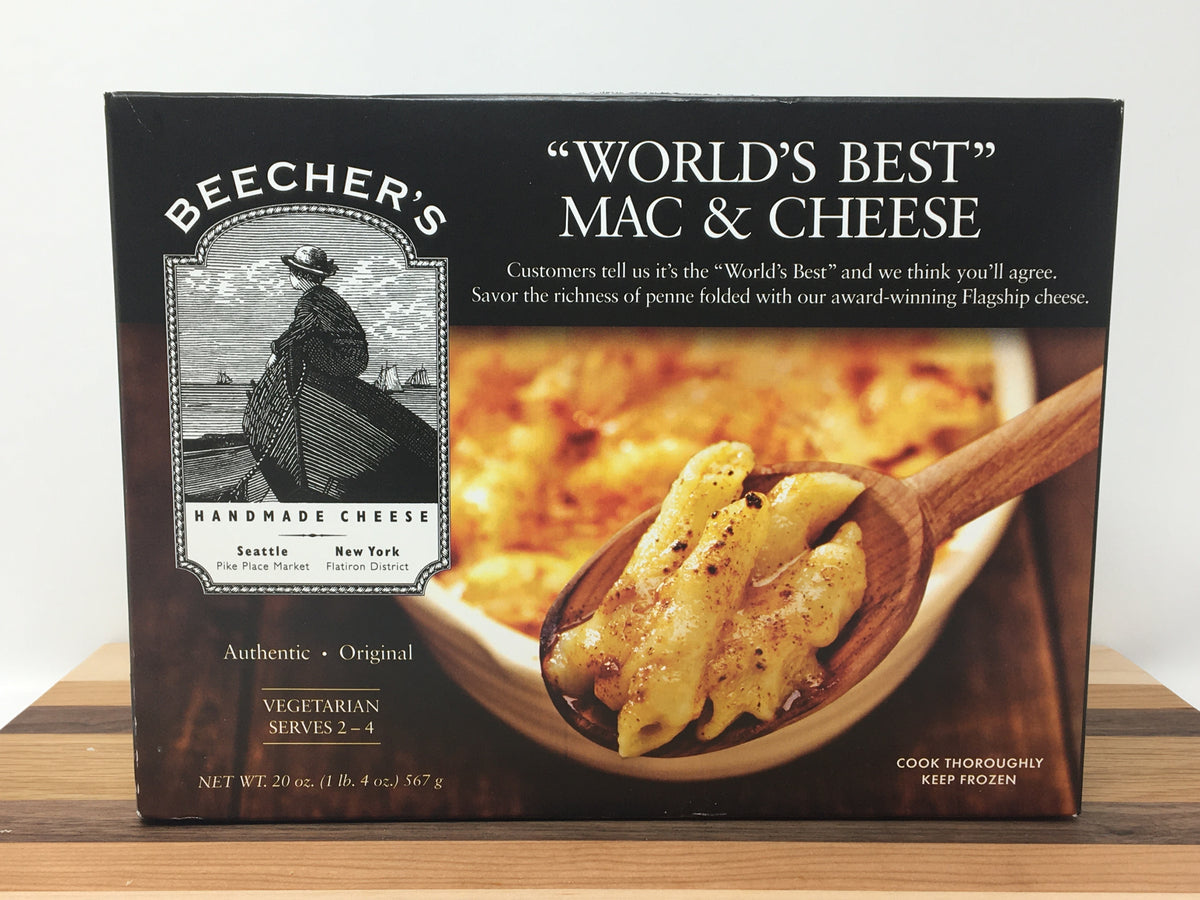 BEECHER'S
HANDMADE CHEESE
Seattle New York
Pike Place Market Flatiron District
Authentic • Original
VEGETARIAN
SERVES 2 – 4
NET WT. 20 oz. (1 lb. 4 oz.) 567 g
“WORLD’S BEST”
MAC & CHEESE
Customers tell us it’s the “World’s Best” and we think you’ll agree.
Savor the richness of penne folded with our award-winning Flagship cheese.
COOK THOROUGHLY
KEEP FROZEN